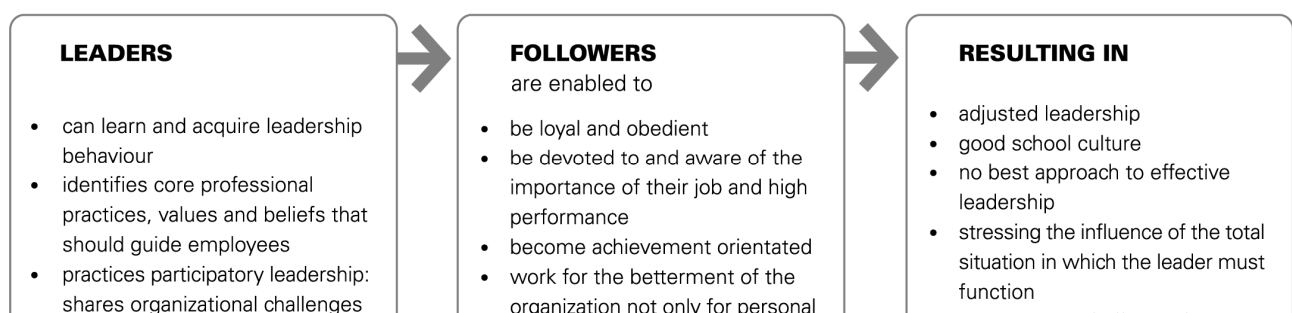 LEADERS
• can learn and acquire leadership
behaviour
• identifies core professional
practices, values and beliefs that
should guide employees
• practices participatory leadership:
shares organizational challenges
FOLLOWERS
are enabled to
• be loyal and obedient
• be devoted to and aware of the
importance of their job and high
performance
• become achievement orientated
• work for the betterment of the
organization not only for personal
RESULTING IN
• adjusted leadership
• good school culture
• no best approach to effective
leadership
• stressing the influence of the total
situation in which the leader must
function